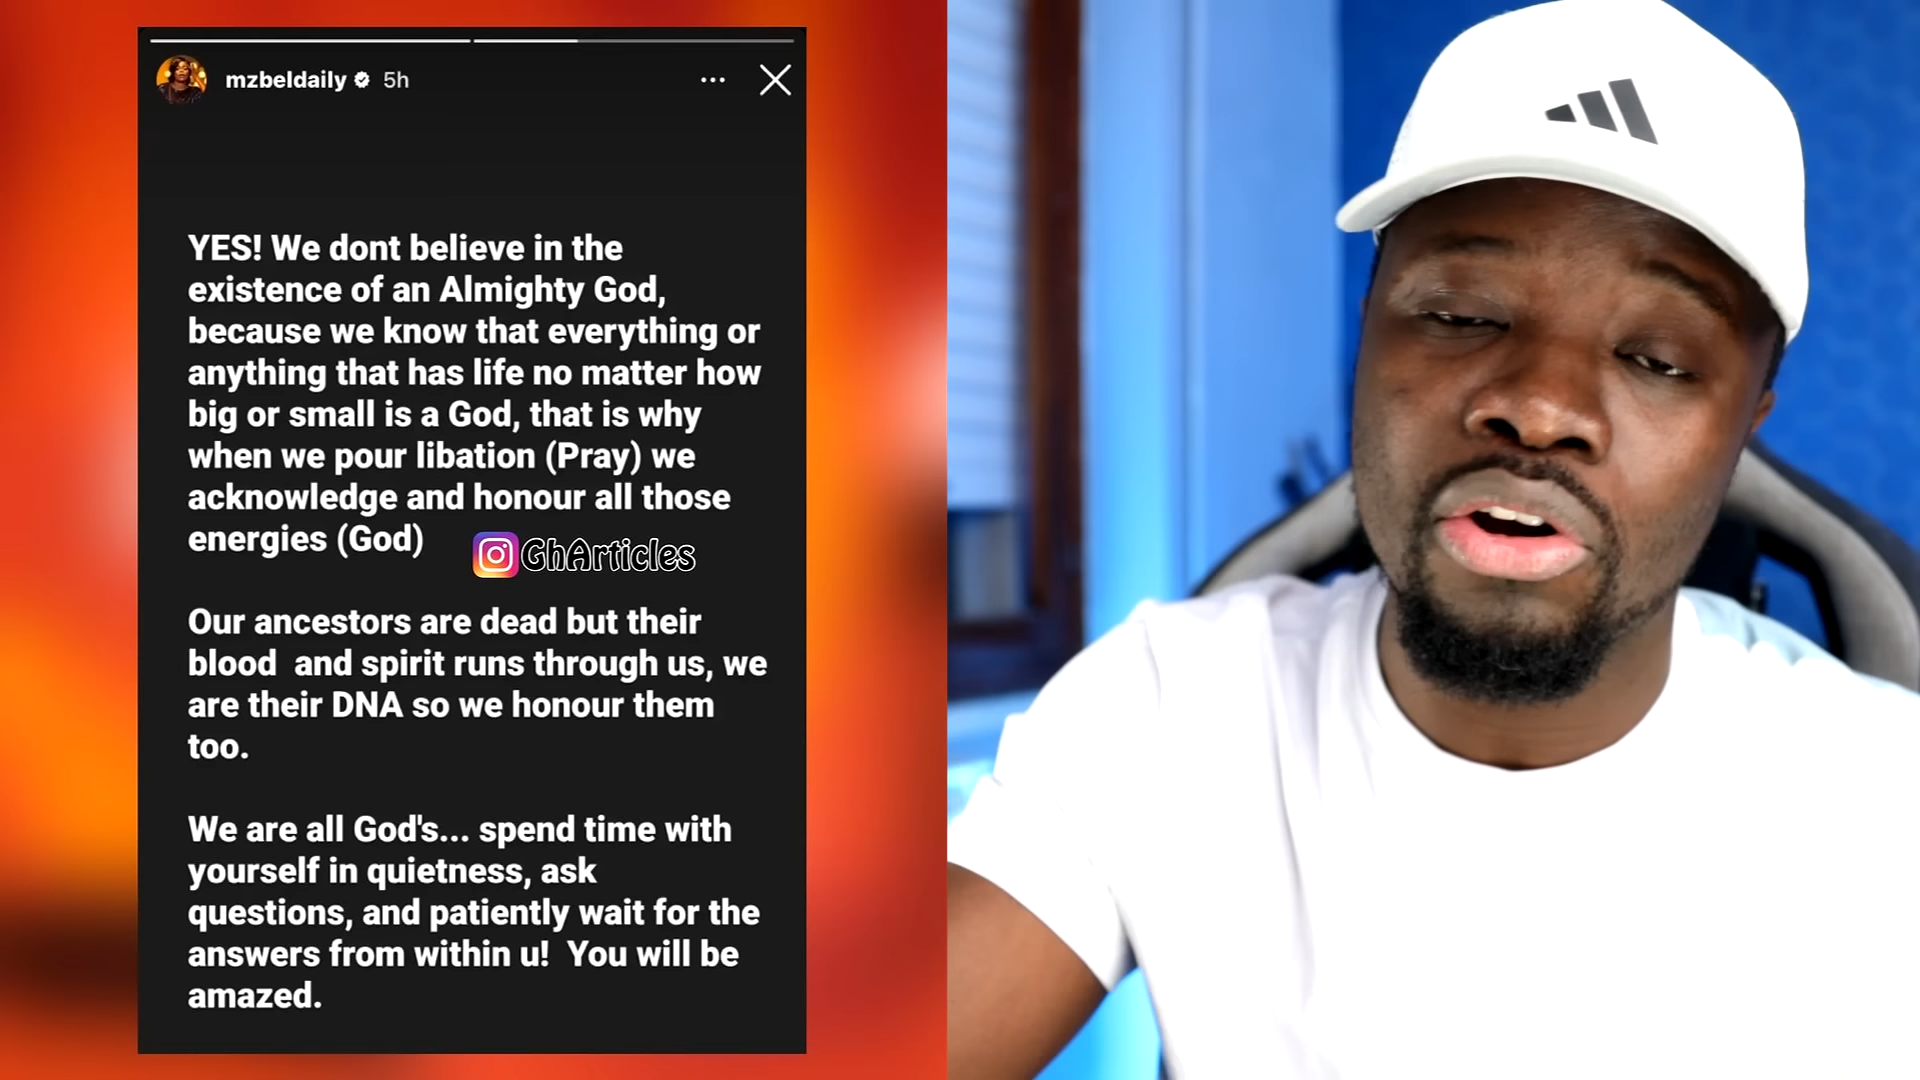 mzbeldaily 5h
YES! We dont believe in the
existence of an Almighty God,
because we know that everything or
anything that has life no matter how
big or small is a God, that is why
when we pour libation (Pray) we
acknowledge and honour all those
energies (God)
GhArticles
Our ancestors are dead but their
blood  and spirit runs through us, we
are their DNA so we honour them
too.
We are all God's... spend time with
yourself in quietness, ask
questions, and patiently wait for the
answers from within u!  You will be
amazed.